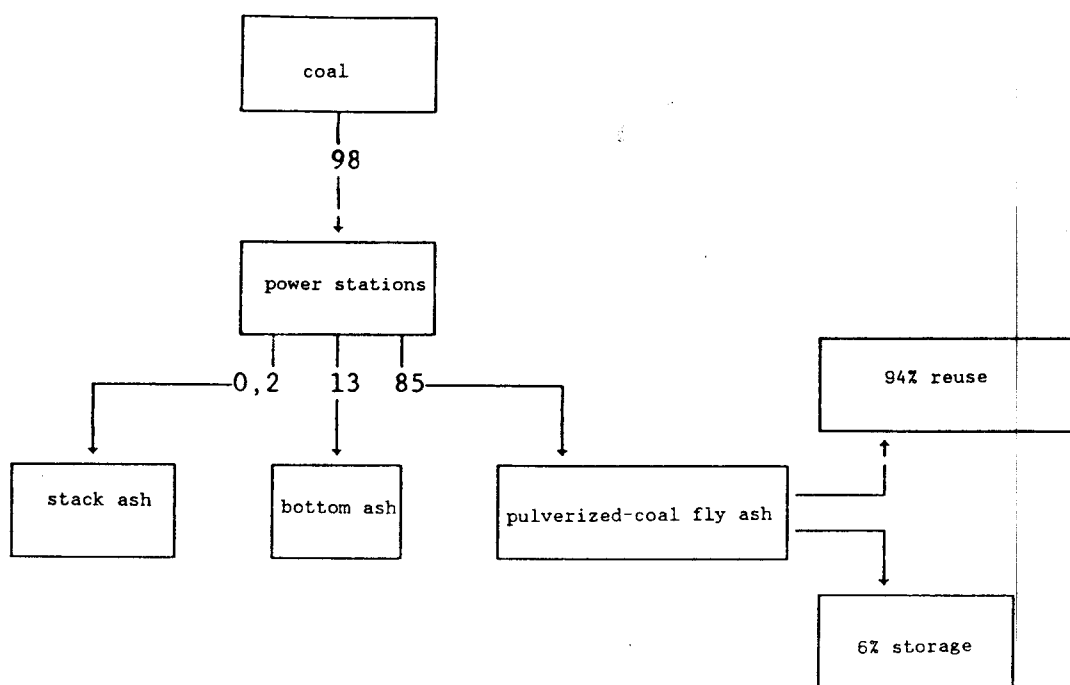 coal
98
power stations
0,2 13 85
94% reuse
stack ash
bottom ash
pulverized-coal fly ash
6% storage